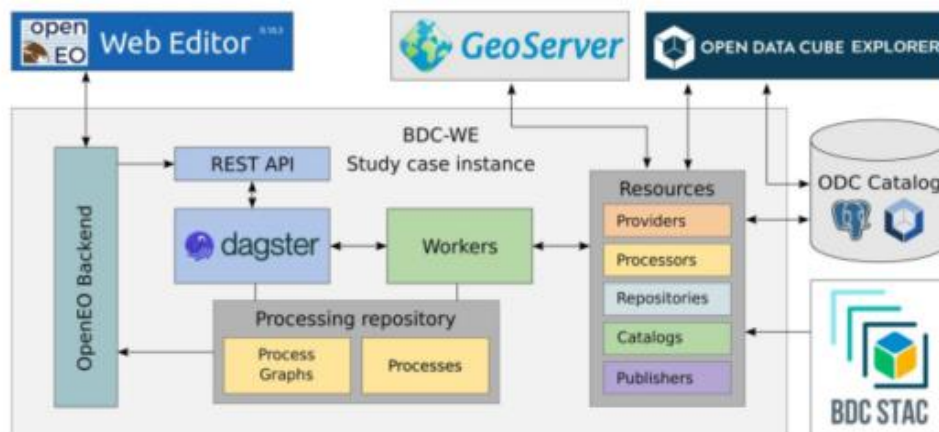 open
EO
Web Editor
GeoServer
OPEN DATA CUBE EXPLORER
BDC-WE
Study case instance
REST API
OpenEO Backend
dagster
Workers
Resources
Providers
Processors
Repositories
Catalogs
Publishers
ODC Catalog
Processing repository
Process
Graphs
Processes
BDC STAC